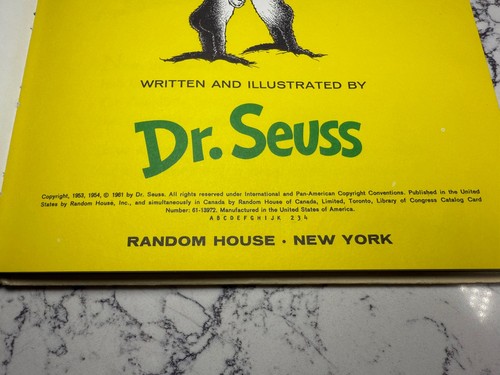 WRITTEN AND ILLUSTRATED BY
Dr. Seuss
Copyright, 1953, 1954, © 1961 by Dr. Seuss. All rights reserved under International and Pan-American Copyright Conventions. Published in the United
States by Random House, Inc., and simultaneously in Canada by Random House of Canada, Limited, Toronto, Library of Congress Catalog Card
Number: 61-13972. Manufactured in the United States of America.
A B C D E F G H I J K 2 3 4
RANDOM HOUSE · NEW YORK